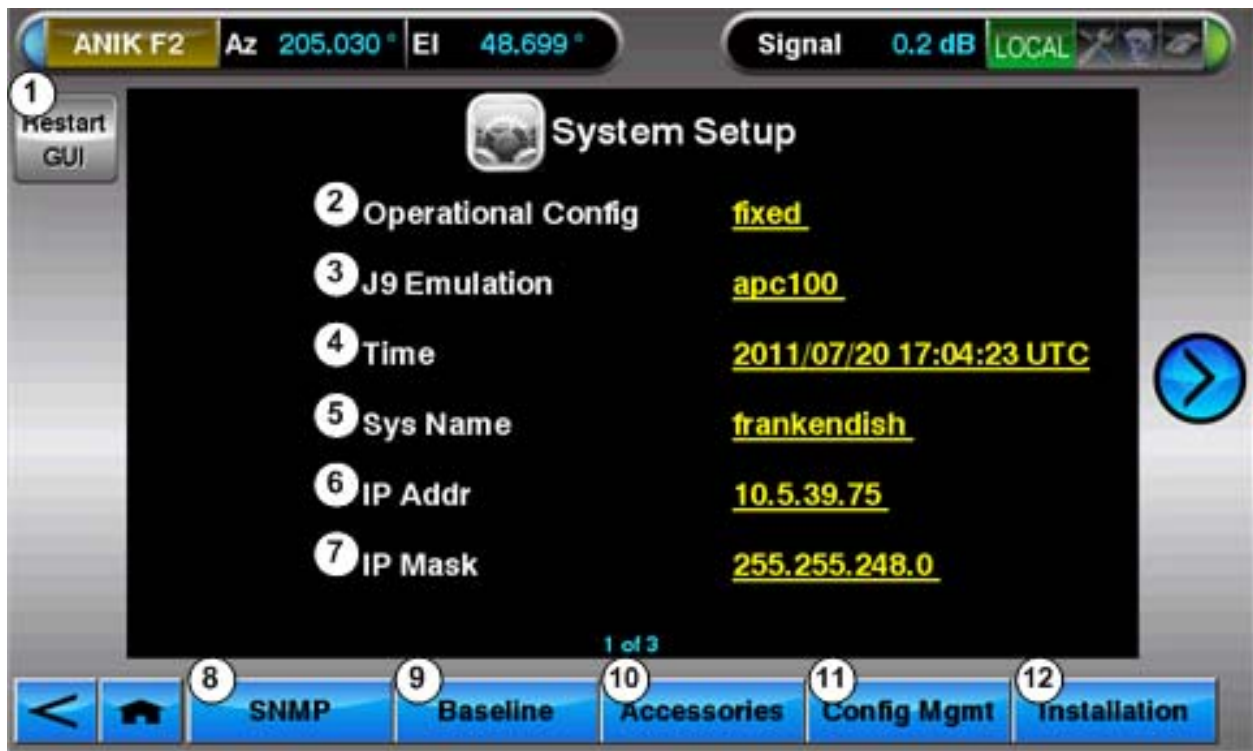 ANIK F2 Az 205.030 ° El 48.699 ° Signal 0.2 dB LOCAL
1
Restart
GUI
System Setup
2 Operational Config fixed
3 J9 Emulation apc100
4 Time 2011/07/20 17:04:23 UTC
5 Sys Name frankendish
6 IP Addr 10.5.39.75
7 IP Mask 255.255.248.0
1 of 3
8 9 10 11 12
< SNMP Baseline Accessories Config Mgmt Installation